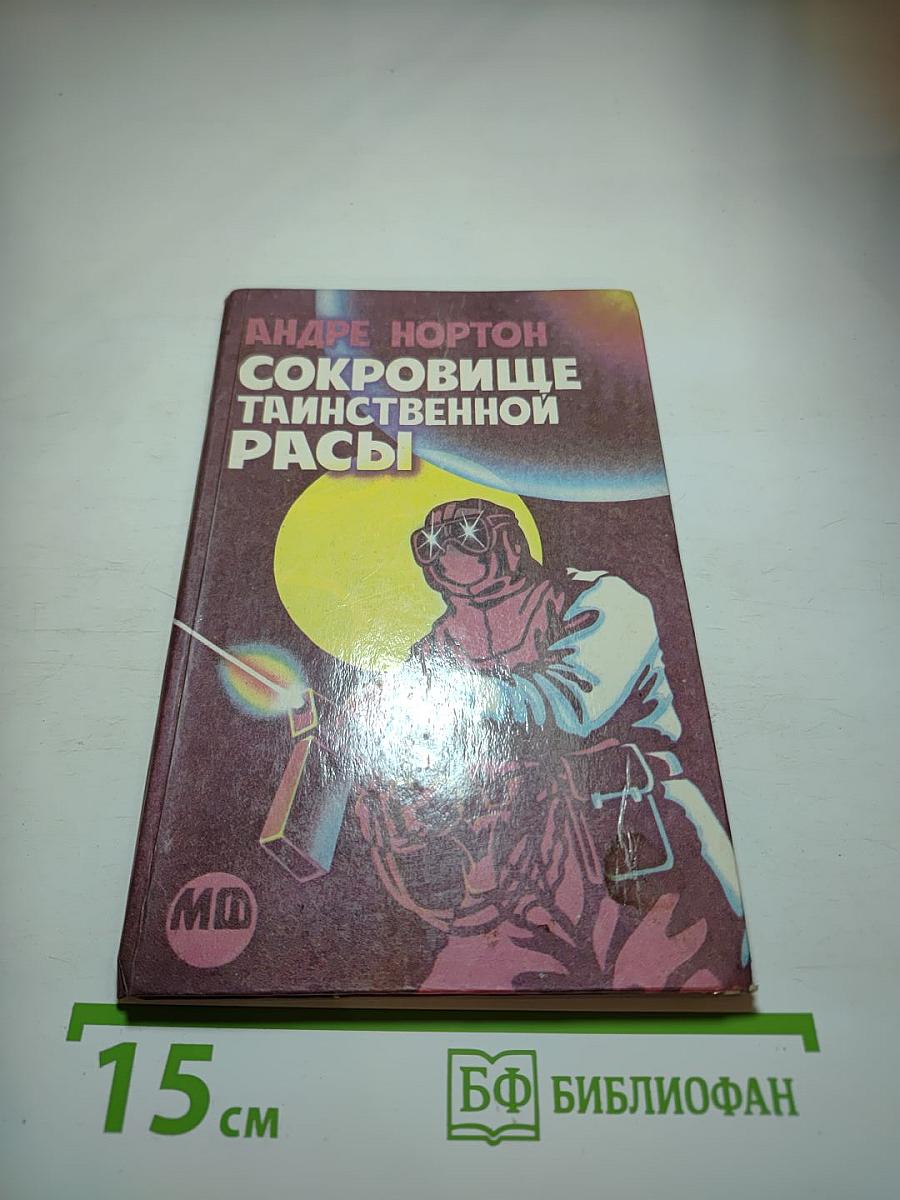 АНДРЕ НОРТОН
СОКРОВИЩЕ
ТАИНСТВЕННОЙ
РАСЫ
МФ
15 см
БФ БИБЛИОФАН